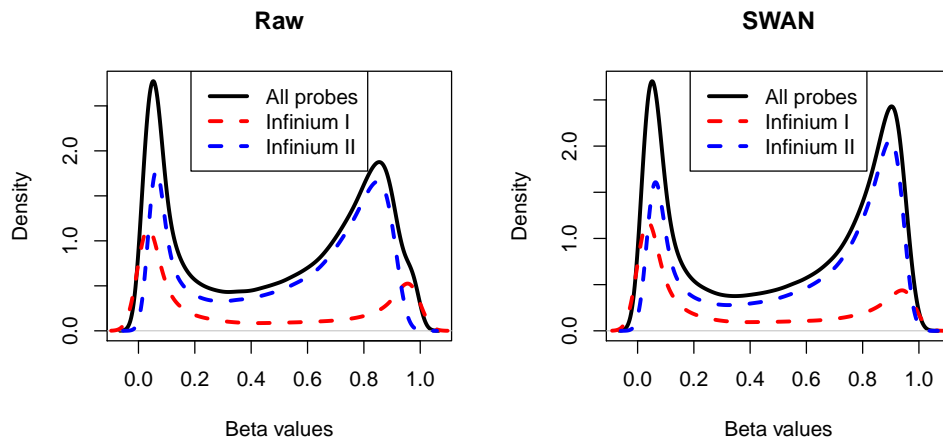 Raw
Density
0.0
1.0
2.0
All probes
Infinium I
Infinium II
0.0 0.2 0.4 0.6 0.8 1.0
Beta values
SWAN
Density
0.0
1.0
2.0
All probes
Infinium I
Infinium II
0.0 0.2 0.4 0.6 0.8 1.0
Beta values